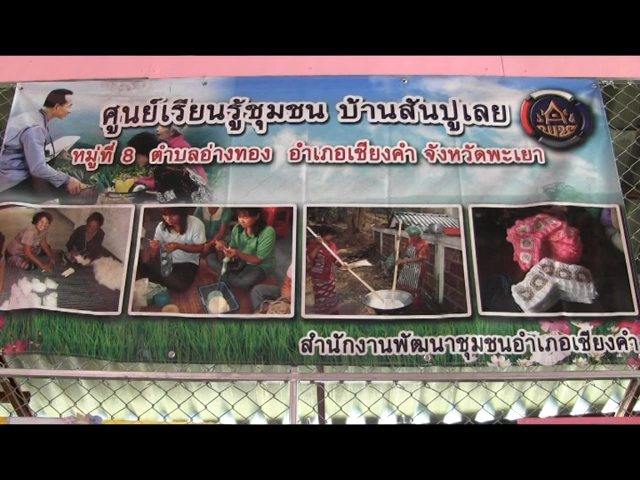 ศูนย์เรียนรู้ชุมชน บ้านสันปูเลย
หมู่ที่ 8 ตำบลอ่างทอง อำเภอเชียงคำ จังหวัดพะเยา
สำนักงานพัฒนาชุมชนอำเภอเชียงคำ